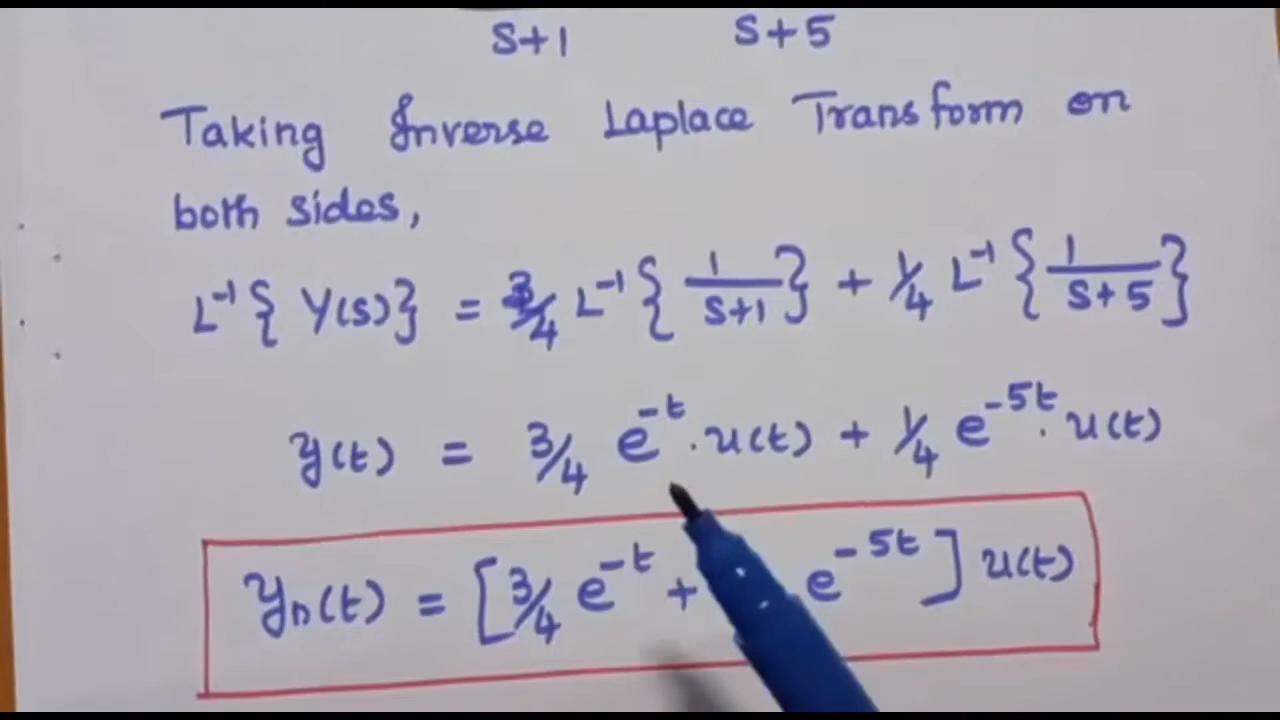 S+1 S+5
Taking Inverse Laplace Transform on
both sides,
L⁻¹{ Y(s)} = 3/4 L⁻¹{ 1/(S+1) } + 1/4 L⁻¹{ 1/(S+5) }
y(t) = 3/4 e^-t . u(t) + 1/4 e^-5t . u(t)
yn(t) = [3/4 e^-t + e^-5t] u(t)